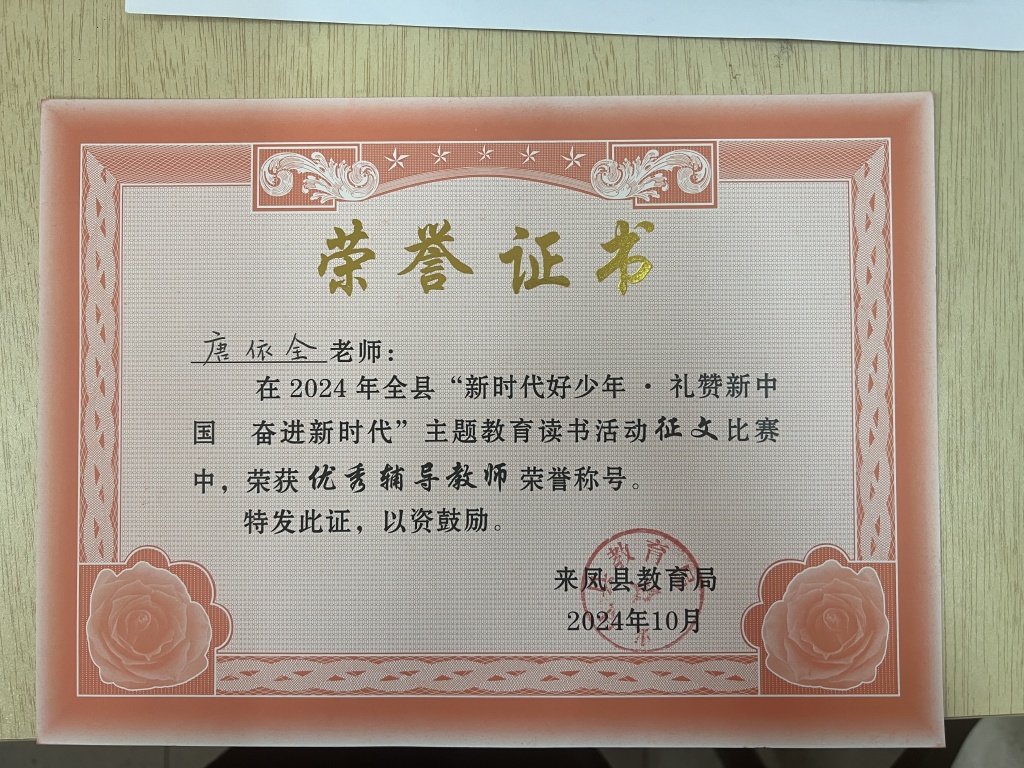 荣誉证书
唐依全老师：
在2024年全县“新时代好少年·礼赞新中
国 奋进新时代”主题教育读书活动征文比赛
中，荣获优秀辅导教师荣誉称号。
特发此证，以资鼓励。
来凤县教育局
2024年10月